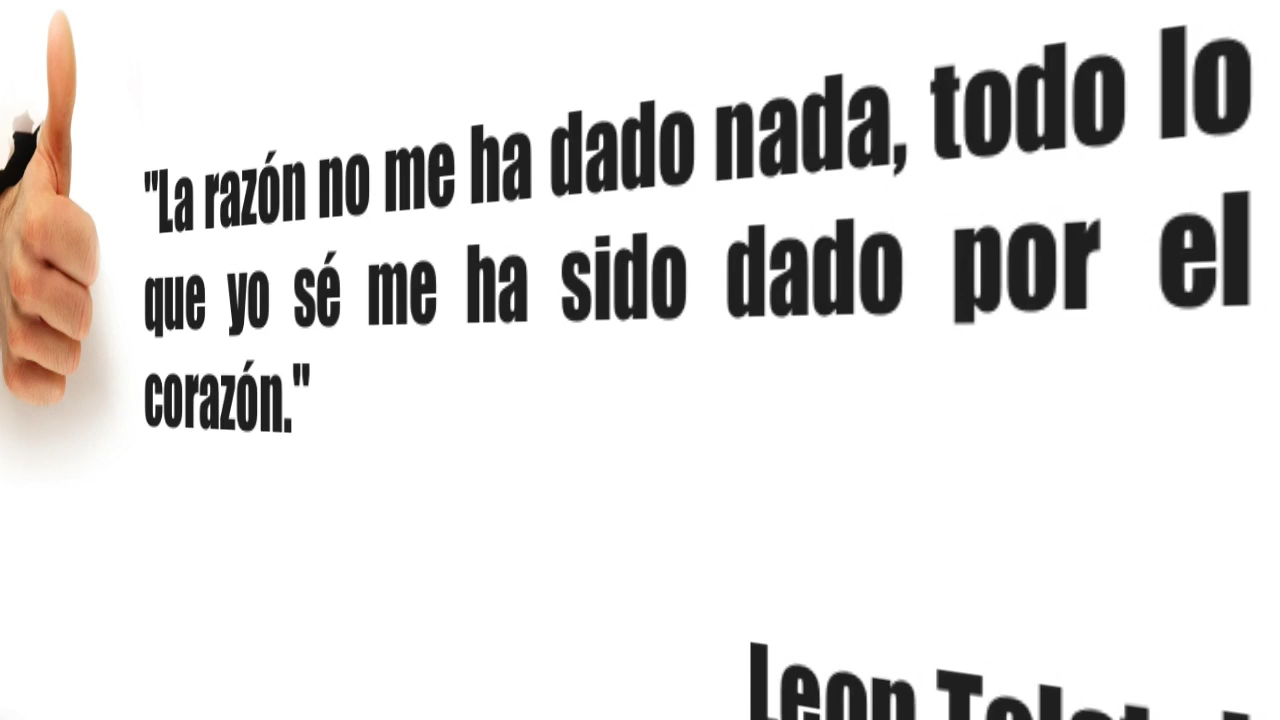 "La razón no me ha dado nada, todo lo
que yo sé me ha sido dado por el
corazón."
Leon